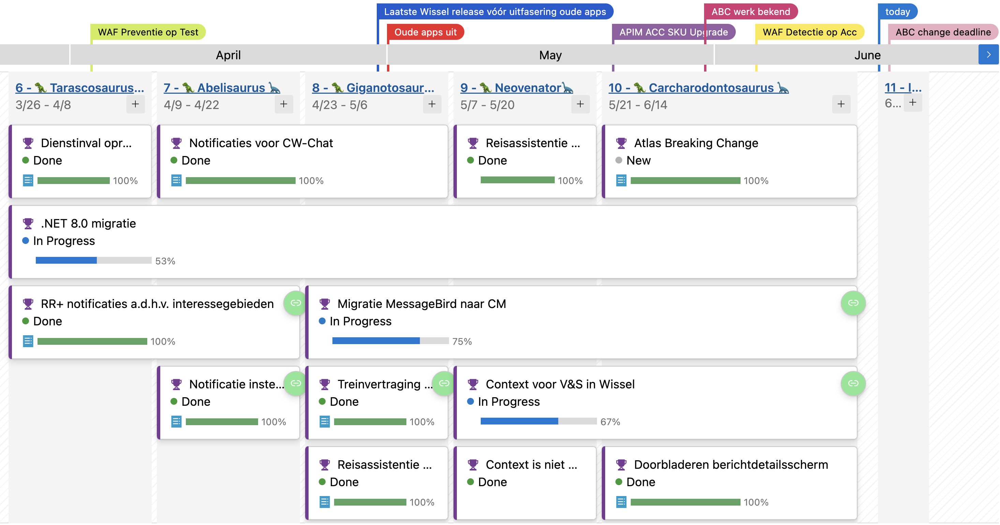 Laatste Wissel release vóór uitfasering oude apps
ABC werk bekend
today
WAF Preventie op Test
Oude apps uit
APIM ACC SKU Upgrade
WAF Detectie op Acc
ABC change deadline
April
May
June
6 - 🦖 Tarascosaurus...
7 - 🦖 Abelisaurus 🦕
8 - 🦖 Giganotosaur...
9 - 🦖 Neovenator🦕
10 - 🦖 Carcharodontosaurus 🦕
11 - I...
3/26 - 4/8
+
4/9 - 4/22
+
4/23 - 5/6
+
5/7 - 5/20
+
5/21 - 6/14
+
6...
+
Dienstinval opr...
Done
100%
Notificaties voor CW-Chat
Done
100%
Reisassistentie ...
Done
100%
Atlas Breaking Change
New
100%
.NET 8.0 migratie
In Progress
53%
RR+ notificaties a.d.h.v. interessegebieden
Done
100%
Migratie MessageBird naar CM
In Progress
75%
Notificatie inste...
Done
100%
Treinvertraging ...
Done
100%
Context voor V&S in Wissel
In Progress
67%
Reisassistentie ...
Done
100%
Context is niet ...
Done
Doorbladeren berichtdetailsscherm
Done
100%